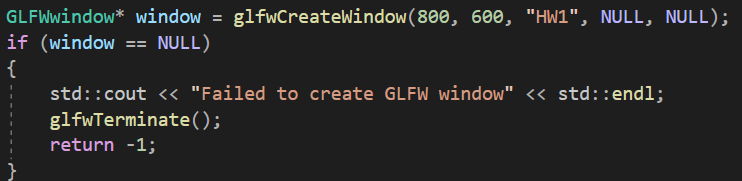 GLFWwindow* window = glfwCreateWindow(800, 600, "HW1", NULL, NULL);
if (window == NULL)
{
    std::cout << "Failed to create GLFW window" << std::endl;
    glfwTerminate();
    return -1;
}